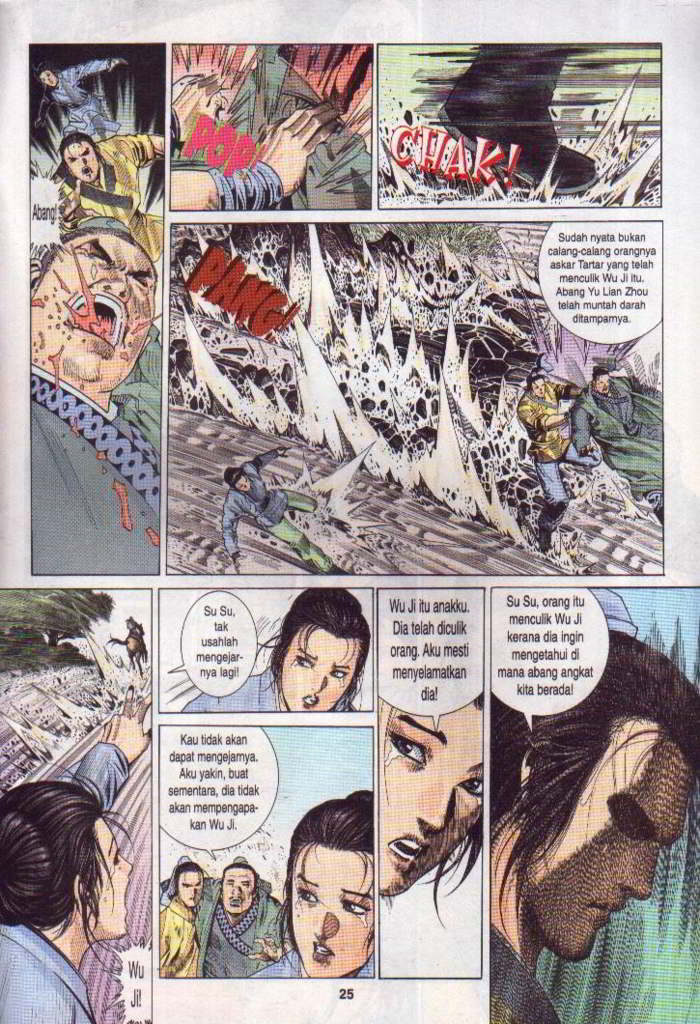 Abang!
POP!
CHAK!
BANG!
Sudah nyata bukan
calang-calang orangnya
askar Tartar yang telah
menculik Wu Ji itu.
Abang Yu Lian Zhou
telah muntah darah
ditamparnya.
Wu
Ji!
Su Su,
tak
usahlah
mengejar-
nya lagi!
Kau tidak akan
dapat mengejarnya.
Aku yakin, buat
sementara, dia tidak
akan mempengapa-
kan Wu Ji.
Wu Ji itu anakku.
Dia telah diculik
orang. Aku mesti
menyelamatkan
dia!
Su Su, orang itu
menculik Wu Ji
kerana dia ingin
mengetahui di
mana abang angkat
kita berada!
25